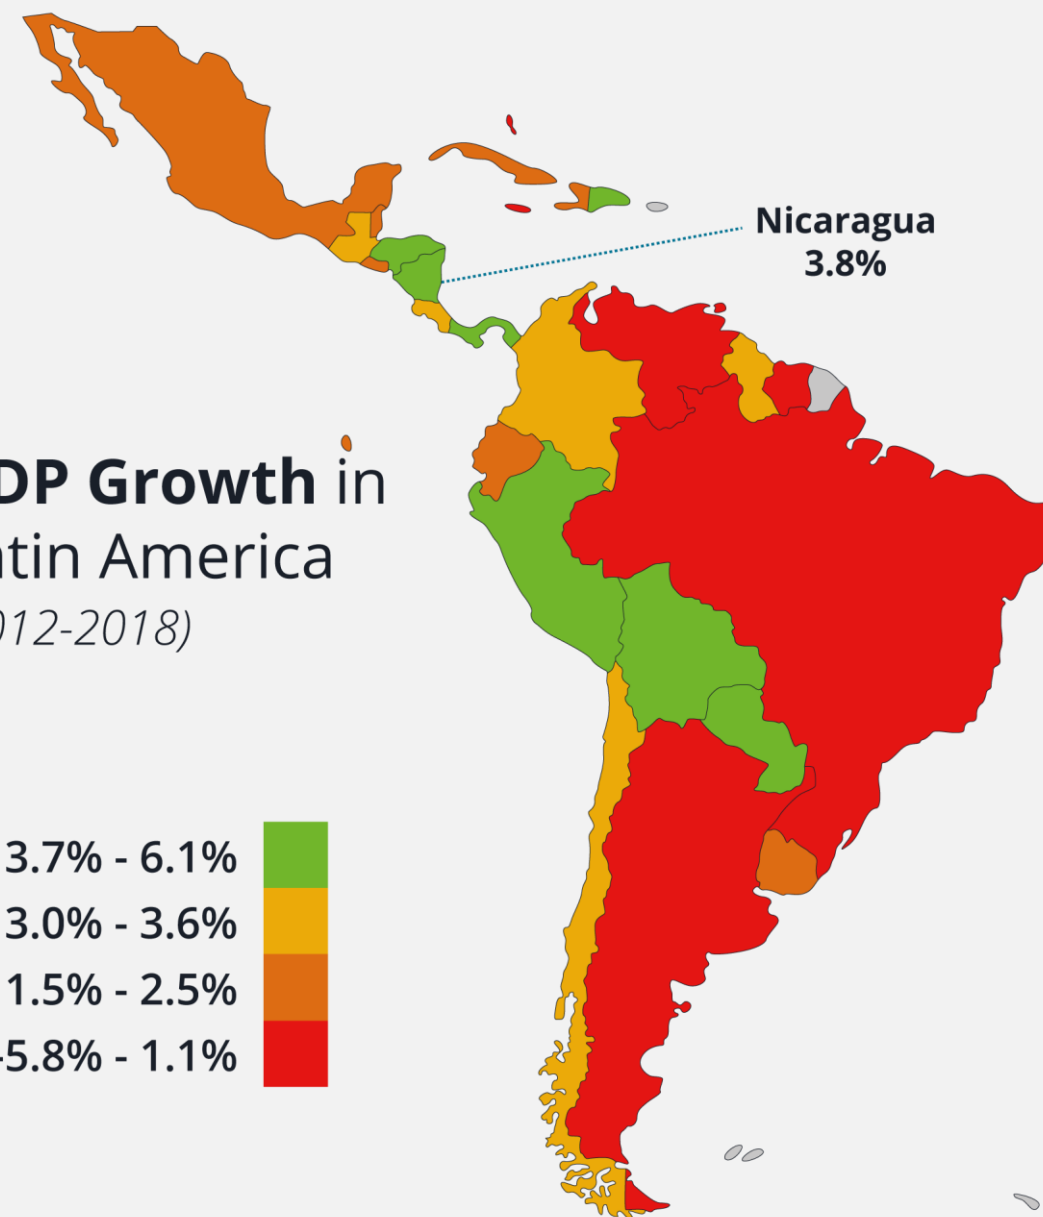 Nicaragua
3.8%
DP Growth in
tin America
012-2018)
3.7% - 6.1%
3.0% - 3.6%
1.5% - 2.5%
-5.8% - 1.1%